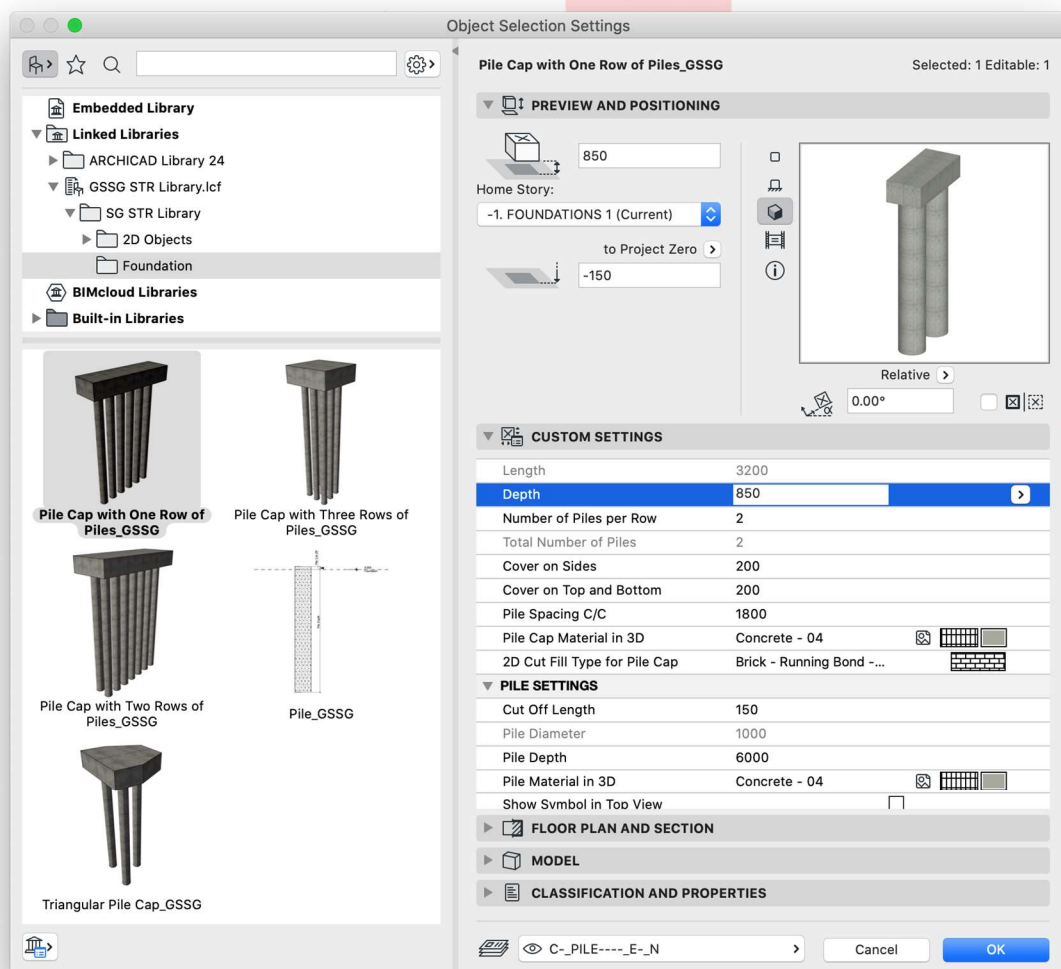 Object Selection Settings
Embedded Library
Linked Libraries
ARCHICAD Library 24
GSSG STR Library.lcf
SG STR Library
2D Objects
Foundation
BIMcloud Libraries
Built-in Libraries
Pile Cap with One Row of
Piles_GSSG
Pile Cap with Three Rows of
Piles_GSSG
Pile Cap with Two Rows of
Piles_GSSG
Pile_GSSG
Triangular Pile Cap_GSSG
Pile Cap with One Row of Piles_GSSG
Selected: 1 Editable: 1
PREVIEW AND POSITIONING
850
Home Story:
-1. FOUNDATIONS 1 (Current)
to Project Zero
-150
Relative
0.00°
CUSTOM SETTINGS
Length 3200
Depth 850
Number of Piles per Row 2
Total Number of Piles 2
Cover on Sides 200
Cover on Top and Bottom 200
Pile Spacing C/C 1800
Pile Cap Material in 3D Concrete - 04
2D Cut Fill Type for Pile Cap Brick - Running Bond -...
PILE SETTINGS
Cut Off Length 150
Pile Diameter 1000
Pile Depth 6000
Pile Material in 3D Concrete - 04
Show Symbol in Top View
FLOOR PLAN AND SECTION
MODEL
CLASSIFICATION AND PROPERTIES
C-_PILE----_E-_N
Cancel
OK